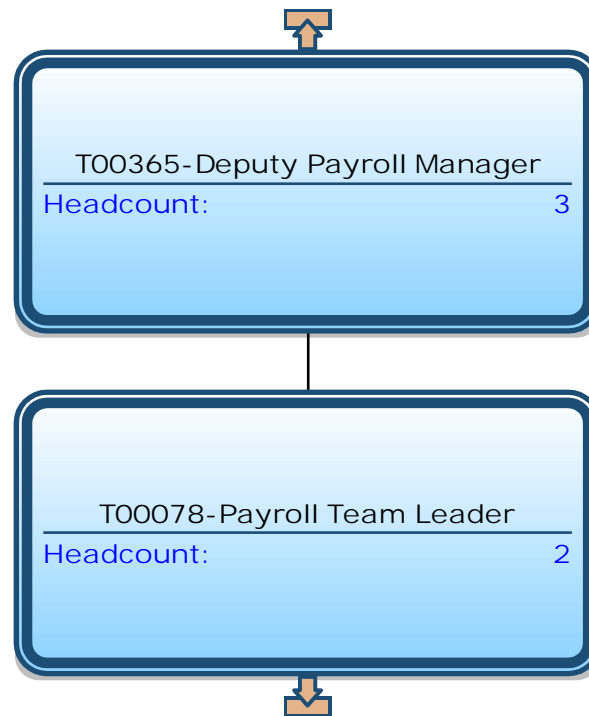 T00365-Deputy Payroll Manager
Headcount: 3
T00078-Payroll Team Leader
Headcount: 2